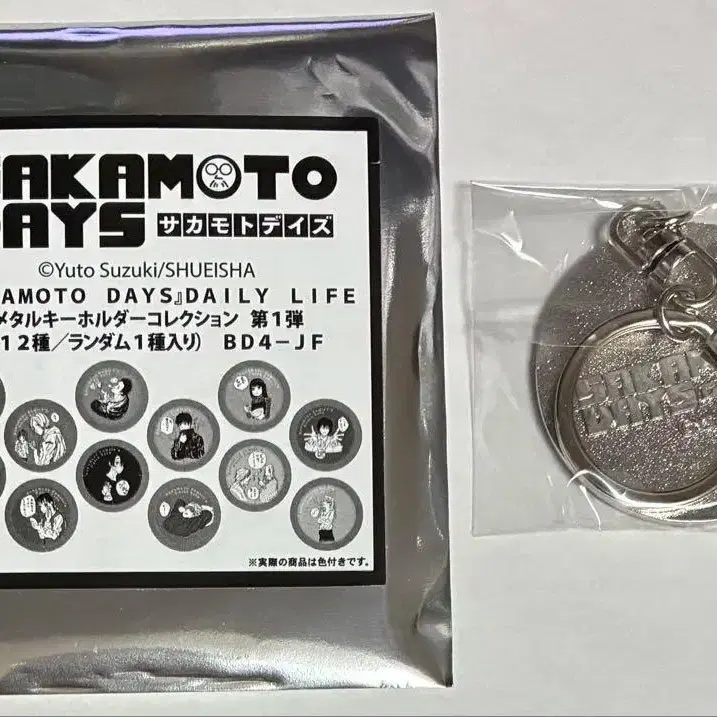 SAKAMOTO
DAYS サカモトデイズ
©Yuto Suzuki/SHUEISHA
KAMOTO DAYS』DAILY LIFE
メタルキーホルダーコレクション 第1弾
12種/ランダム1種入り) BD4-JF
※実際の商品は色付きです。
SAKAM
DAYS